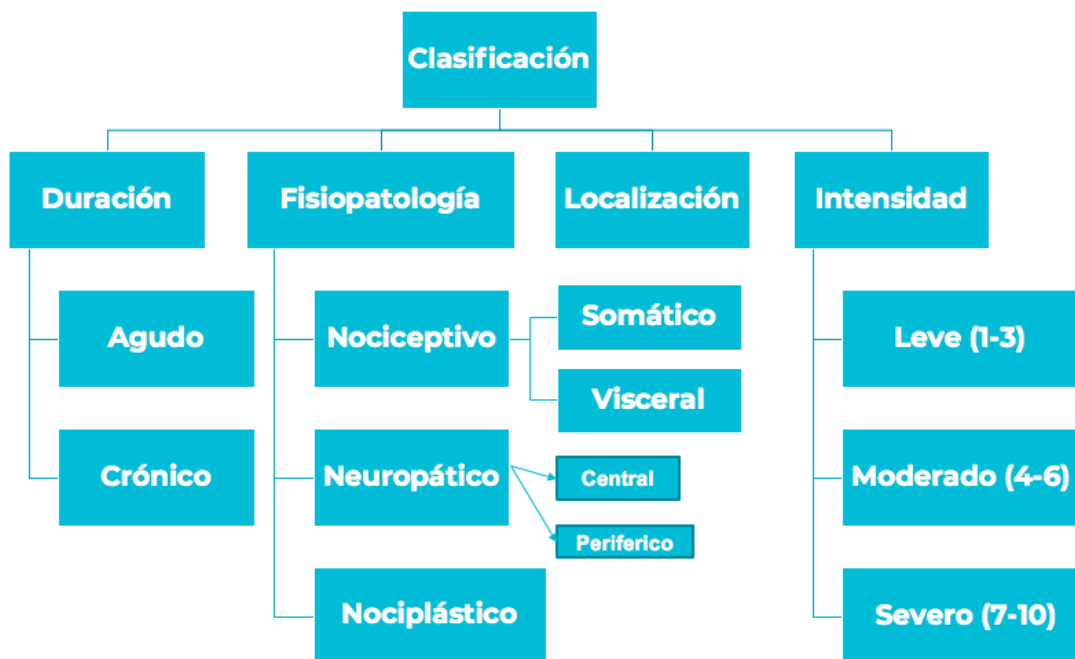 Clasificación
Duración
Fisiopatología
Localización
Intensidad
Agudo
Crónico
Nociceptivo
Somático
Visceral
Neuropático
Central
Periferico
Nociplástico
Leve (1-3)
Moderado (4-6)
Severo (7-10)